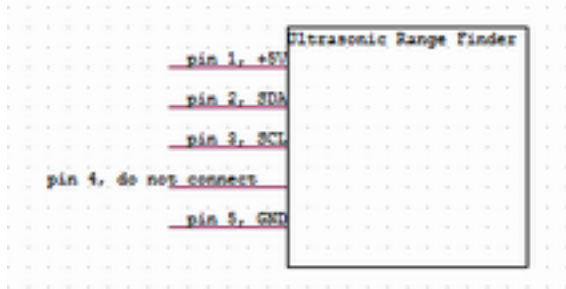 Ultrasonic Range Finder
pin 1, +5V
pin 2, SDA
pin 3, SCL
pin 4, do not connect
pin 5, GND